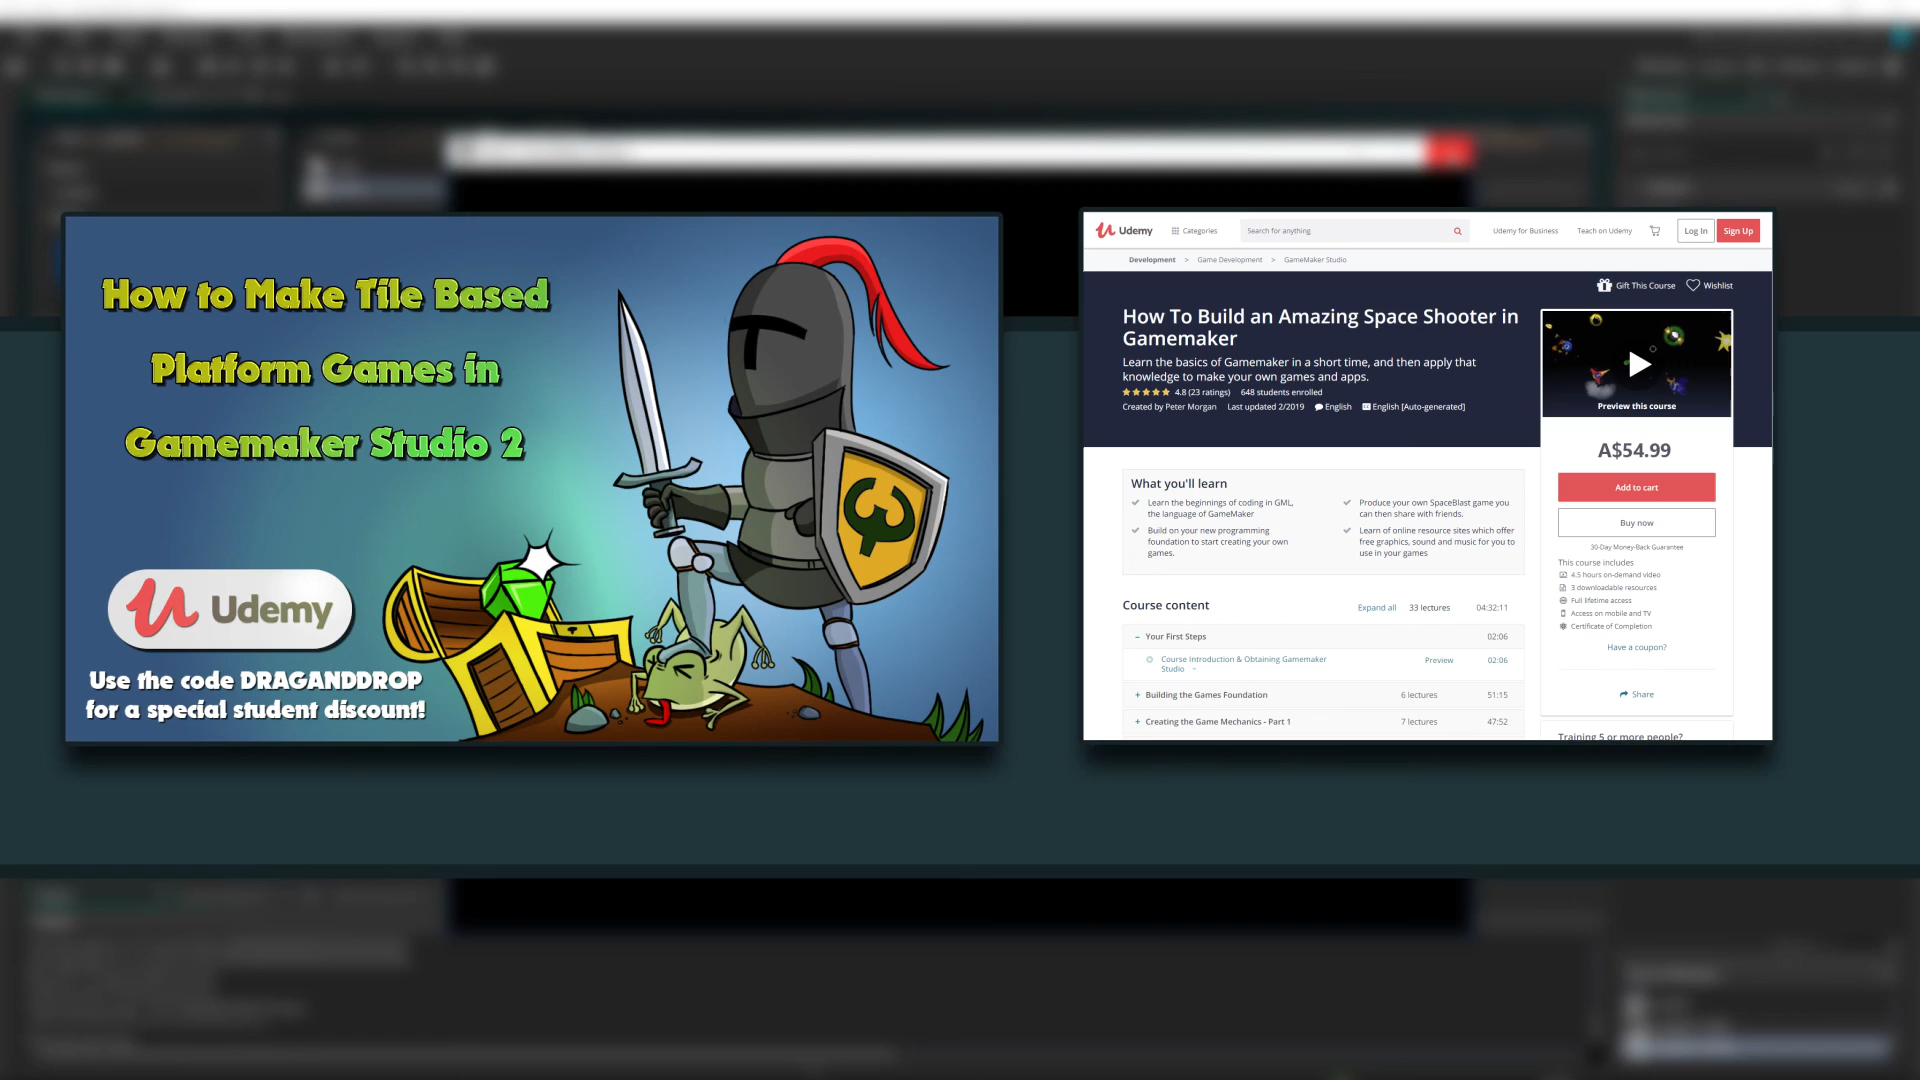 How to Make Tile Based
Platform Games in
Gamemaker Studio 2
Udemy
Use the code DRAGANDDROP
for a special student discount!
Udemy
Categories
Search for anything
Udemy for Business
Teach on Udemy
Log In
Sign Up
Development > Game Development > GameMaker Studio
Gift This Course
Wishlist
How To Build an Amazing Space Shooter in
Gamemaker
Learn the basics of Gamemaker in a short time, and then apply that
knowledge to make your own games and apps.
4.8 (23 ratings) 648 students enrolled
Created by Peter Morgan Last updated 2/2019 English English [Auto-generated]
Preview this course
A$54.99
Add to cart
Buy now
30-Day Money-Back Guarantee
This course includes
4.5 hours on-demand video
3 downloadable resources
Full lifetime access
Access on mobile and TV
Certificate of Completion
Have a coupon?
Share
Training 5 or more people?
What you'll learn
Learn the beginnings of coding in GML,
the language of GameMaker
Build on your new programming
foundation to start creating your own
games.
Produce your own SpaceBlast game you
can then share with friends.
Learn of online resource sites which offer
free graphics, sound and music for you to
use in your games
Course content
Expand all 33 lectures 04:32:11
– Your First Steps 02:06
Course Introduction & Obtaining Gamemaker
Studio
Preview 02:06
+ Building the Games Foundation 6 lectures 51:15
+ Creating the Game Mechanics - Part 1 7 lectures 47:52